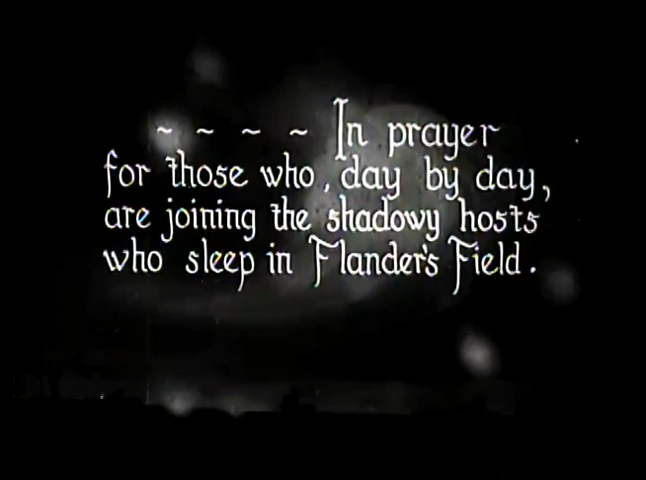 ~ ~ ~ ~ In prayer
for those who, day by day,
are joining the shadowy hosts
who sleep in Flander's Field.